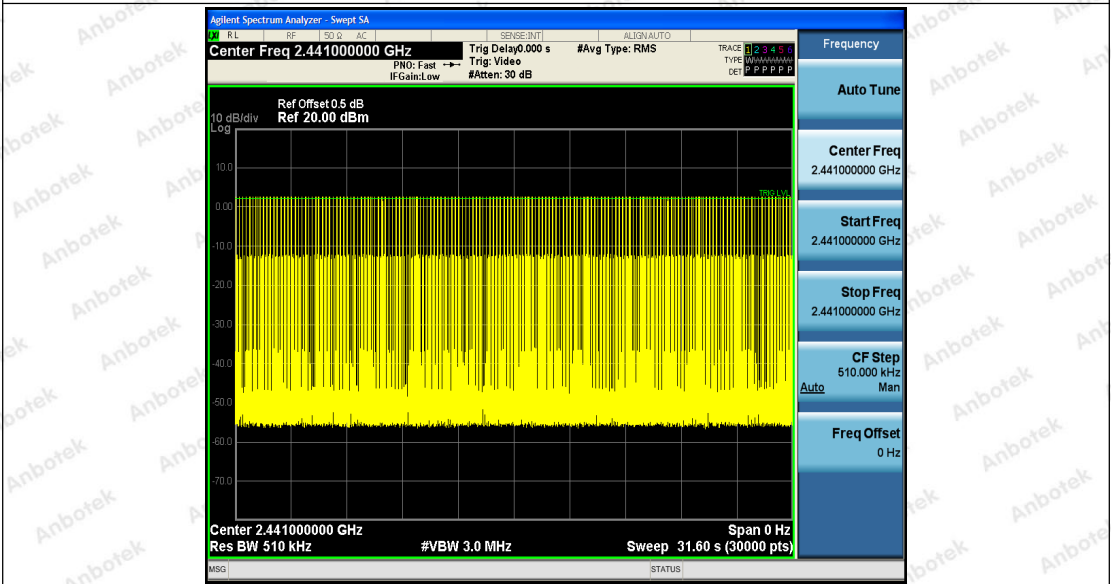 Agilent Spectrum Analyzer - Swept SA
RL RF 50 Ω AC SENSE:INT ALIGN AUTO
Center Freq 2.441000000 GHz
Trig Delay0.000 s #Avg Type: RMS
TRACE 1 2 3 4 5 6
PNO: Fast Trig: Video
TYPE
IFGain:Low #Atten: 30 dB
DET P P P P P P
Ref Offset 0.5 dB
10 dB/div Ref 20.00 dBm
Log
10.0
TRIG LVL
0.00
-10.0
-20.0
-30.0
-40.0
-50.0
-60.0
-70.0
Center 2.441000000 GHz Span 0 Hz
Res BW 510 kHz #VBW 3.0 MHz Sweep 31.60 s (30000 pts)
MSG STATUS
Frequency
Auto Tune
Center Freq
2.441000000 GHz
Start Freq
2.441000000 GHz
Stop Freq
2.441000000 GHz
CF Step
510.000 kHz
Auto Man
Freq Offset
0 Hz
Anbotek